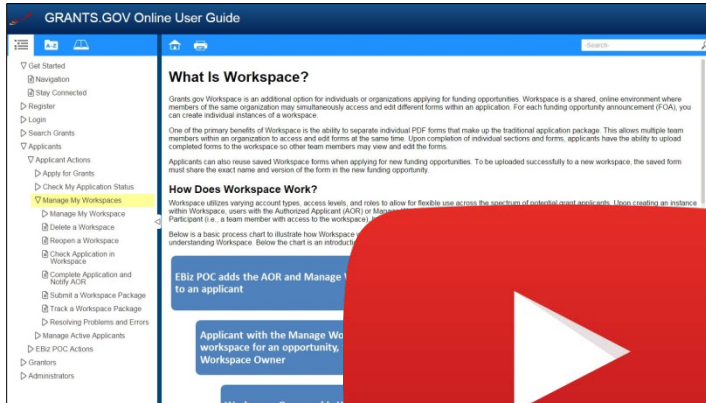 GRANTS.GOV Online User Guide
A-Z
-Search-
Get Started
Navigation
Stay Connected
Register
Login
Search Grants
Applicants
Applicant Actions
Apply for Grants
Check My Application Status
Manage My Workspaces
Manage My Workspace
Delete a Workspace
Reopen a Workspace
Check Application in
Workspace
Complete Application and
Notify AOR
Submit a Workspace Package
Track a Workspace Package
Resolving Problems and Errors
Manage Active Applicants
EBiz POC Actions
Grantors
Administrators
What Is Workspace?
Grants.gov Workspace is an additional option for individuals or organizations applying for funding opportunities. Workspace is a shared, online environment where
members of the same organization may simultaneously access and edit different forms within an application. For each funding opportunity announcement (FOA), you
can create individual instances of a workspace.
One of the primary benefits of Workspace is the ability to separate individual PDF forms that make up the traditional application package. This allows multiple team
members within an organization to access and edit forms at the same time. Upon completion of individual sections and forms, applicants have the ability to upload
completed forms to the workspace so other team members may view and edit the forms.
Applicants can also reuse saved Workspace forms when applying for new funding opportunities. To be uploaded successfully to a new workspace, the saved form
must share the exact name and version of the form in the new funding opportunity.
How Does Workspace Work?
Workspace utilizes varying account types, access levels, and roles to allow for flexible use across the spectrum of potential grant applicants. Upon creating an instance
within Workspace, users with the Authorized Applicant (AOR) or
Participant (i.e., a team member with access to the workspace)
Below is a basic process chart to illustrate how Workspace
understanding Workspace. Below the chart is an
EBiz POC adds the AOR and Manage
to an applicant
Applicant with the Manage
workspace for an opportunity,
Workspace Owner